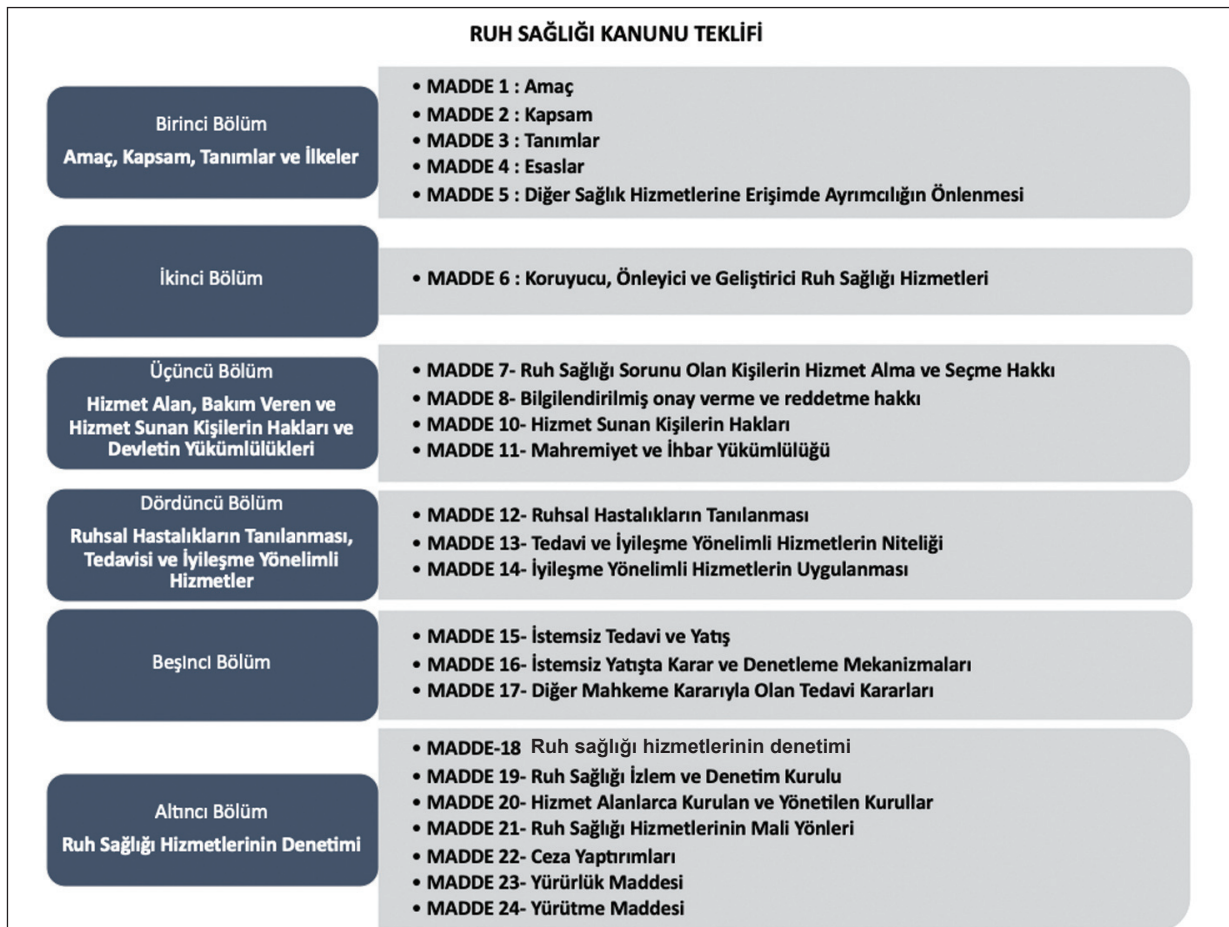 RUH SAĞLIĞI KANUNU TEKLİFİ
Birinci Bölüm
Amaç, Kapsam, Tanımlar ve İlkeler
• MADDE 1 : Amaç
• MADDE 2 : Kapsam
• MADDE 3 : Tanımlar
• MADDE 4 : Esaslar
• MADDE 5 : Diğer Sağlık Hizmetlerine Erişimde Ayrımcılığın Önlenmesi
İkinci Bölüm
• MADDE 6 : Koruyucu, Önleyici ve Geliştirici Ruh Sağlığı Hizmetleri
Üçüncü Bölüm
Hizmet Alan, Bakım Veren ve
Hizmet Sunan Kişilerin Hakları ve
Devletin Yükümlülükleri
• MADDE 7- Ruh Sağlığı Sorunu Olan Kişilerin Hizmet Alma ve Seçme Hakkı
• MADDE 8- Bilgilendirilmiş onay verme ve reddetme hakkı
• MADDE 10- Hizmet Sunan Kişilerin Hakları
• MADDE 11- Mahremiyet ve İhbar Yükümlülüğü
Dördüncü Bölüm
Ruhsal Hastalıkların Tanılanması,
Tedavisi ve İyileşme Yönelimli
Hizmetler
• MADDE 12- Ruhsal Hastalıkların Tanılanması
• MADDE 13- Tedavi ve İyileşme Yönelimli Hizmetlerin Niteliği
• MADDE 14- İyileşme Yönelimli Hizmetlerin Uygulanması
Beşinci Bölüm
• MADDE 15- İstemsiz Tedavi ve Yatış
• MADDE 16- İstemsiz Yatışta Karar ve Denetleme Mekanizmaları
• MADDE 17- Diğer Mahkeme Kararıyla Olan Tedavi Kararları
Altıncı Bölüm
Ruh Sağlığı Hizmetlerinin Denetimi
• MADDE-18 Ruh sağlığı hizmetlerinin denetimi
• MADDE 19- Ruh Sağlığı İzlem ve Denetim Kurulu
• MADDE 20- Hizmet Alanlarca Kurulan ve Yönetilen Kurullar
• MADDE 21- Ruh Sağlığı Hizmetlerinin Mali Yönleri
• MADDE 22- Ceza Yaptırımları
• MADDE 23- Yürürlük Maddesi
• MADDE 24- Yürütme Maddesi